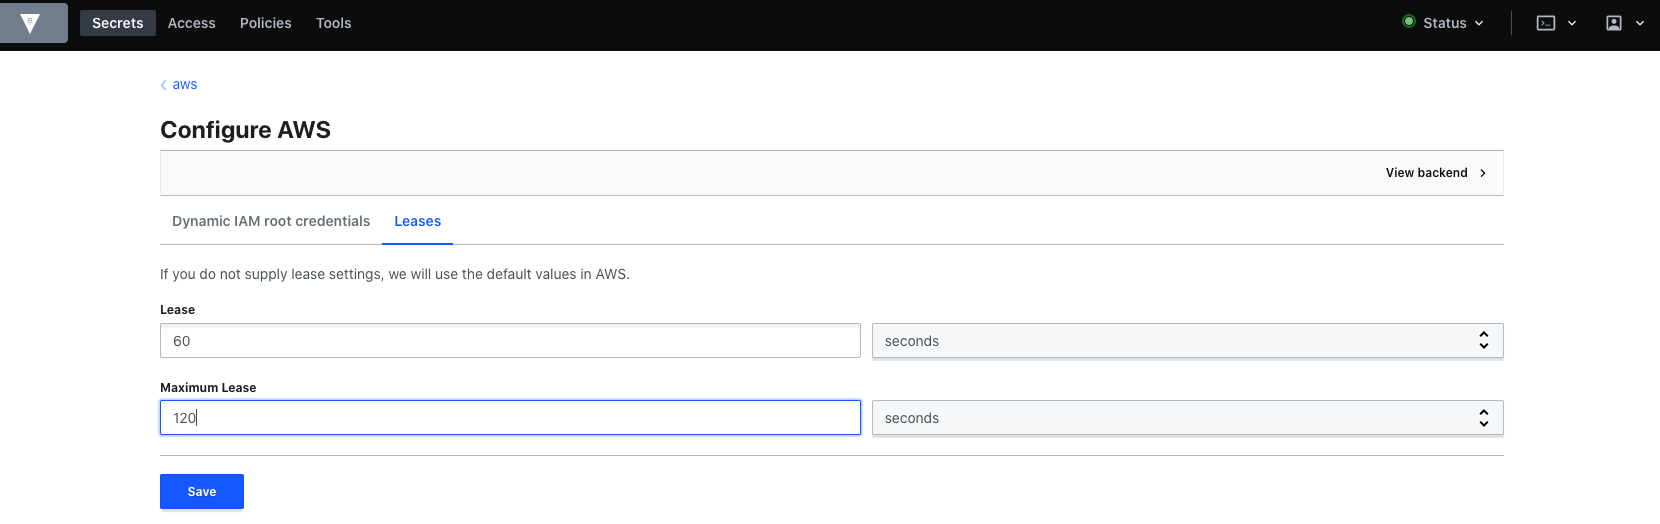 Secrets Access Policies Tools Status
aws
Configure AWS
View backend
Dynamic IAM root credentials Leases
If you do not supply lease settings, we will use the default values in AWS.
Lease
60 seconds
Maximum Lease
120 seconds
Save